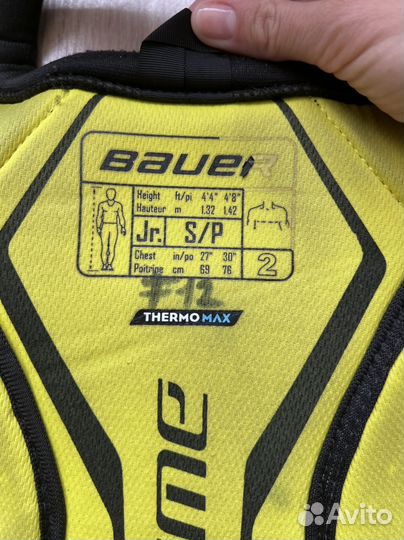 BAUER
Height ft/pi 4'4" 4'8"
Hauteur m 1.32 1.42
Jr. S/P
Chest in/po 27" 30"
Poitrine cm 69 76
2
THERMO MAX
Avito